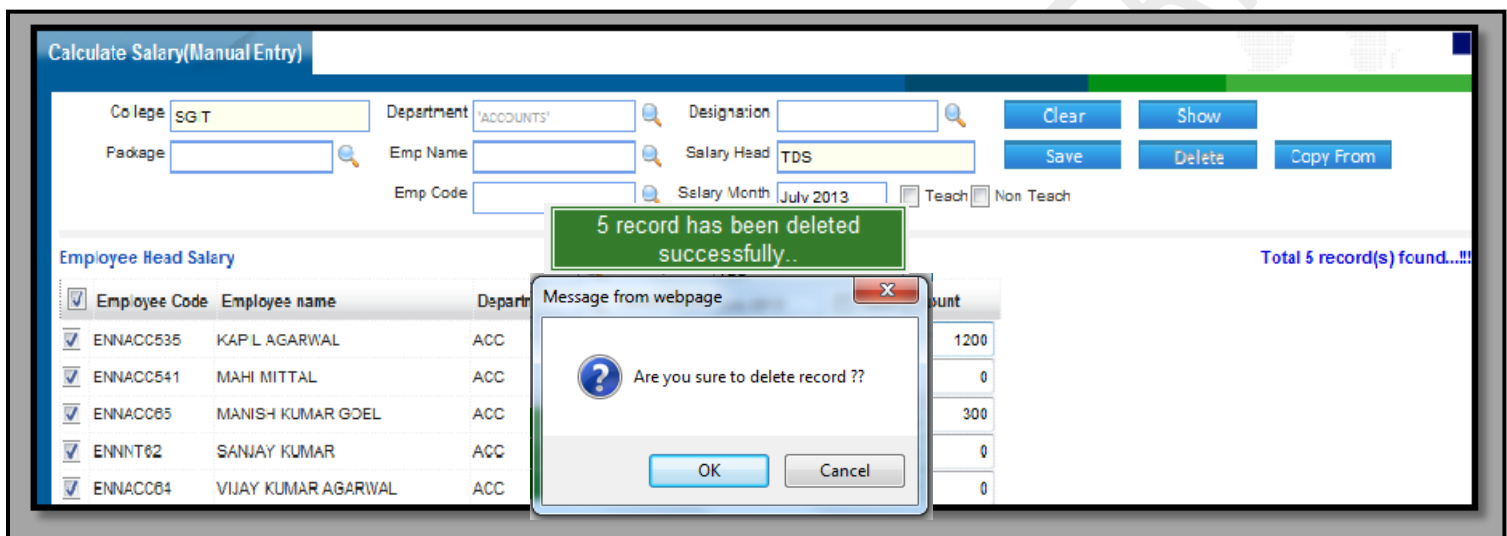 Calculate Salary(Manual Entry)
College SGIT Department 'ACCOUNTS' Designation Clear Show
Package Emp Name Salary Head TDS Save Delete Copy From
Emp Code Salary Month July 2013 Teach Non Teach
5 record has been deleted
successfully..
Employee Head Salary Total 5 record(s) found...!!!
Employee Code Employee name Departm ount
Message from webpage
ENNACC535 KAPIL AGARWAL ACC 1200
ENNACC541 MAHI MITTAL ACC 0
Are you sure to delete record ??
ENNACC65 MANISH KUMAR GOEL ACC 300
ENNNT62 SANJAY KUMAR ACC 0
OK Cancel
ENNACC64 VIJAY KUMAR AGARWAL ACC 0